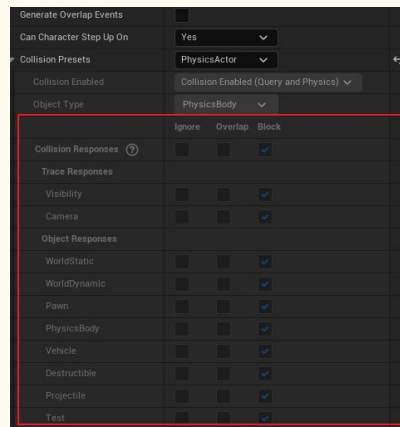 Generate Overlap Events
Can Character Step Up On Yes
Collision Presets PhysicsActor
Collision Enabled Collision Enabled (Query and Physics)
Object Type PhysicsBody
Ignore Overlap Block
Collision Responses ?
Trace Responses
Visibility
Camera
Object Responses
WorldStatic
WorldDynamic
Pawn
PhysicsBody
Vehicle
Destructible
Projectile
Test